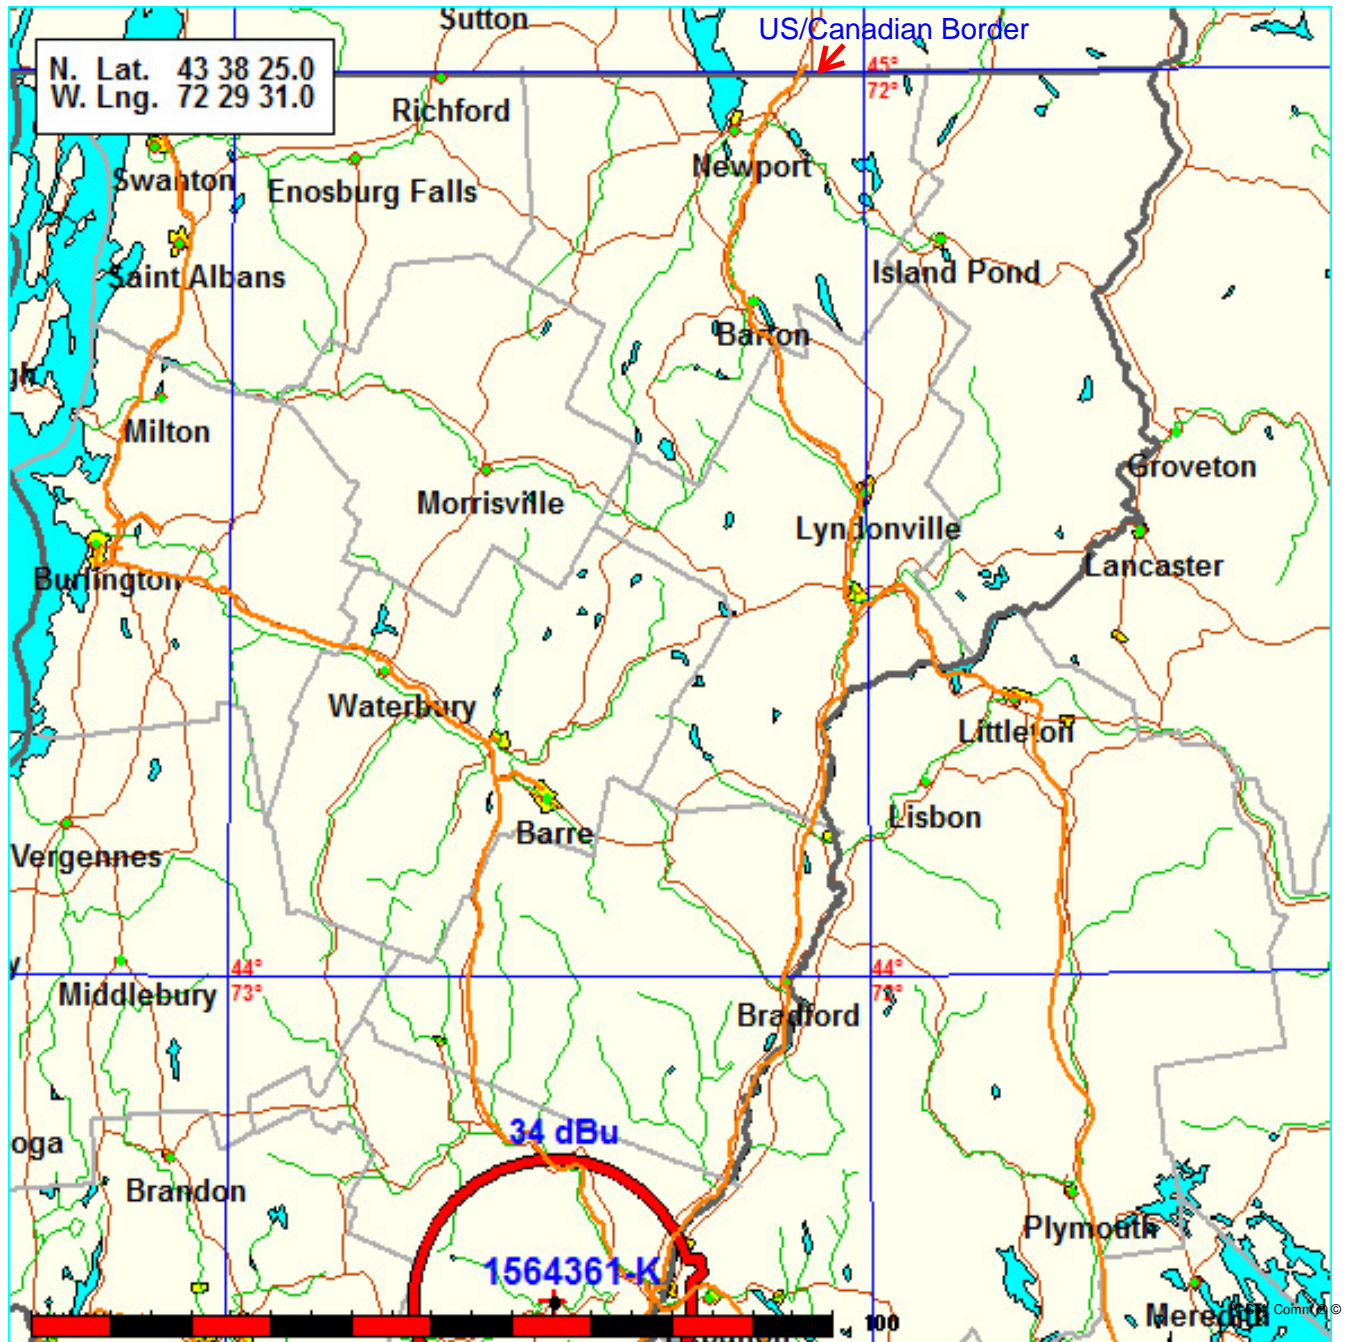 Sutton
US/Canadian Border
N. Lat. 43 38 25.0
W. Lng. 72 29 31.0
45°
72°
Richford
Newport
Swanton
Enosburg Falls
Saint Albans
Island Pond
Barton
gh
Milton
Groveton
Morrisville
Lyndonville
Lancaster
Burlington
Waterbury
Littleton
Lisbon
Barre
Vergennes
y
44°
73°
44°
72°
Middlebury
Bradford
34 dBu
oga
Brandon
Plymouth
1564361-K
Meredith
100